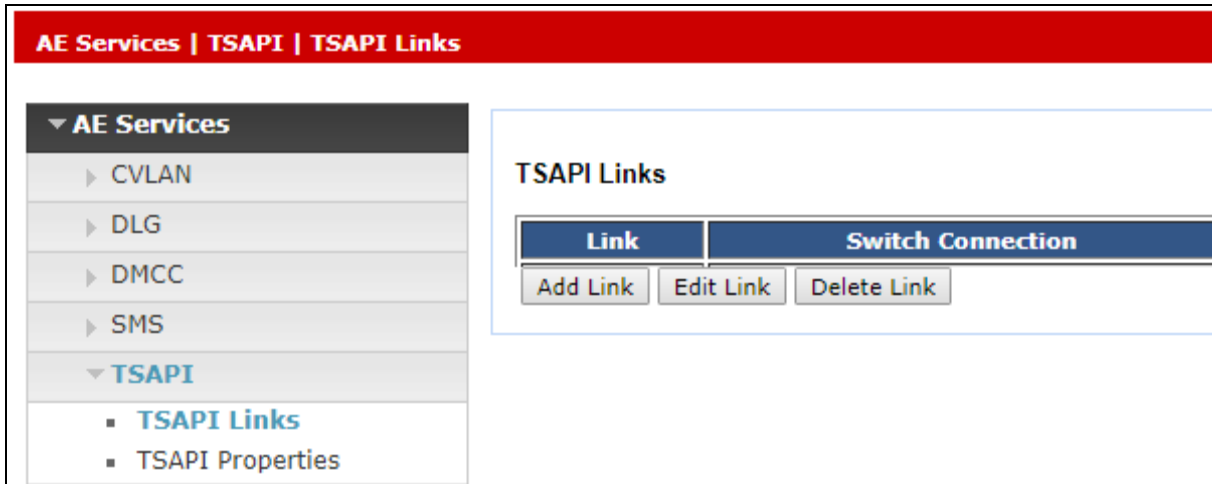 AE Services | TSAPI | TSAPI Links
AE Services
CVLAN
DLG
DMCC
SMS
TSAPI
TSAPI Links
TSAPI Properties
TSAPI Links
Link Switch Connection
Add Link Edit Link Delete Link